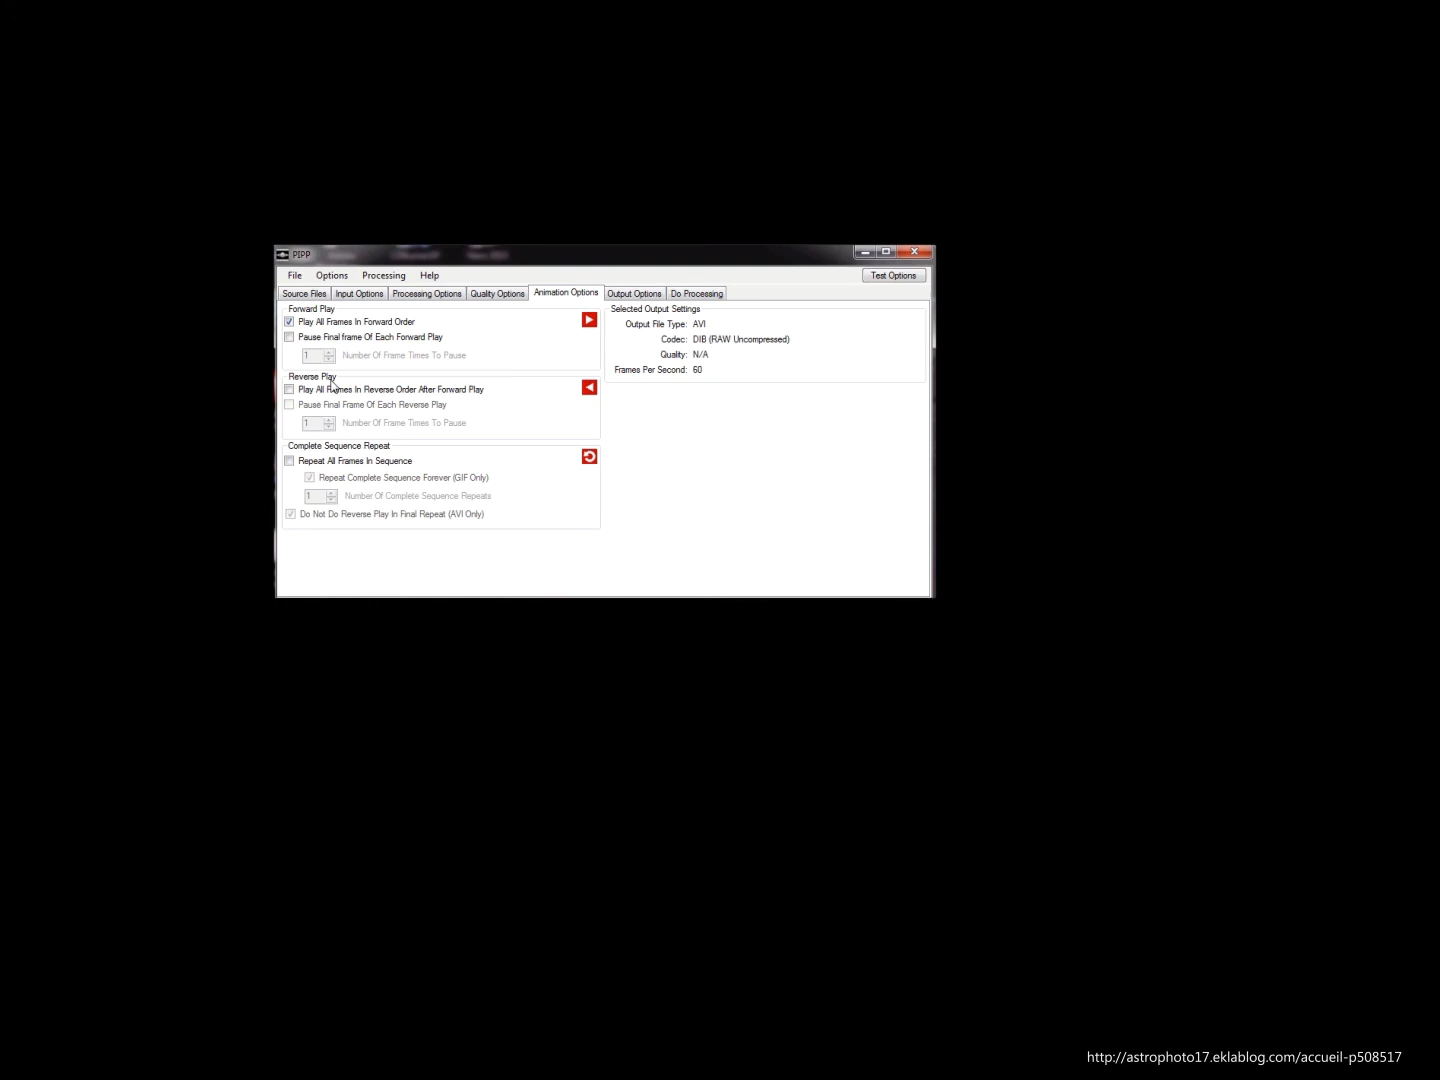 PIPP
File Options Processing Help Test Options
Source Files Input Options Processing Options Quality Options Animation Options Output Options Do Processing
Forward Play
Play All Frames In Forward Order
Pause Final frame Of Each Forward Play
1 Number Of Frame Times To Pause
Reverse Play
Play All Frames In Reverse Order After Forward Play
Pause Final Frame Of Each Reverse Play
1 Number Of Frame Times To Pause
Complete Sequence Repeat
Repeat All Frames In Sequence
Repeat Complete Sequence Forever (GIF Only)
1 Number Of Complete Sequence Repeats
Do Not Do Reverse Play In Final Repeat (AVI Only)
Selected Output Settings
Output File Type: AVI
Codec: DIB (RAW Uncompressed)
Quality: N/A
Frames Per Second: 60
http://astrophoto17.eklablog.com/accueil-p508517